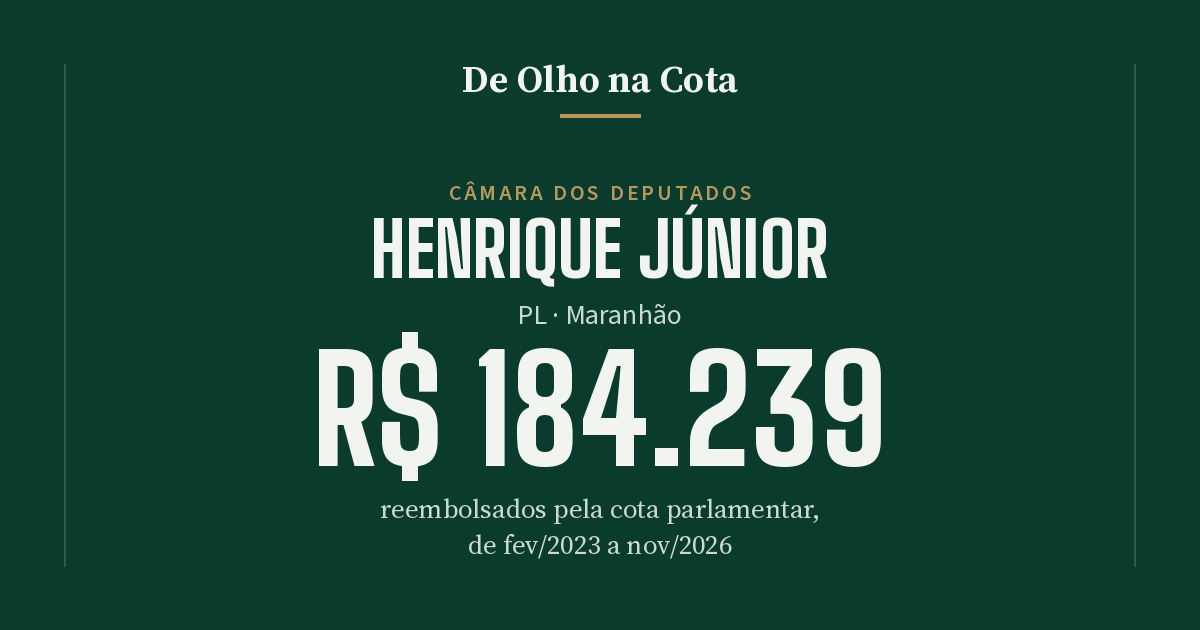 De Olho na Cota
CÂMARA DOS DEPUTADOS
HENRIQUE JÚNIOR
PL · Maranhão
R$ 184.239
reembolsados pela cota parlamentar,
de fev/2023 a nov/2026